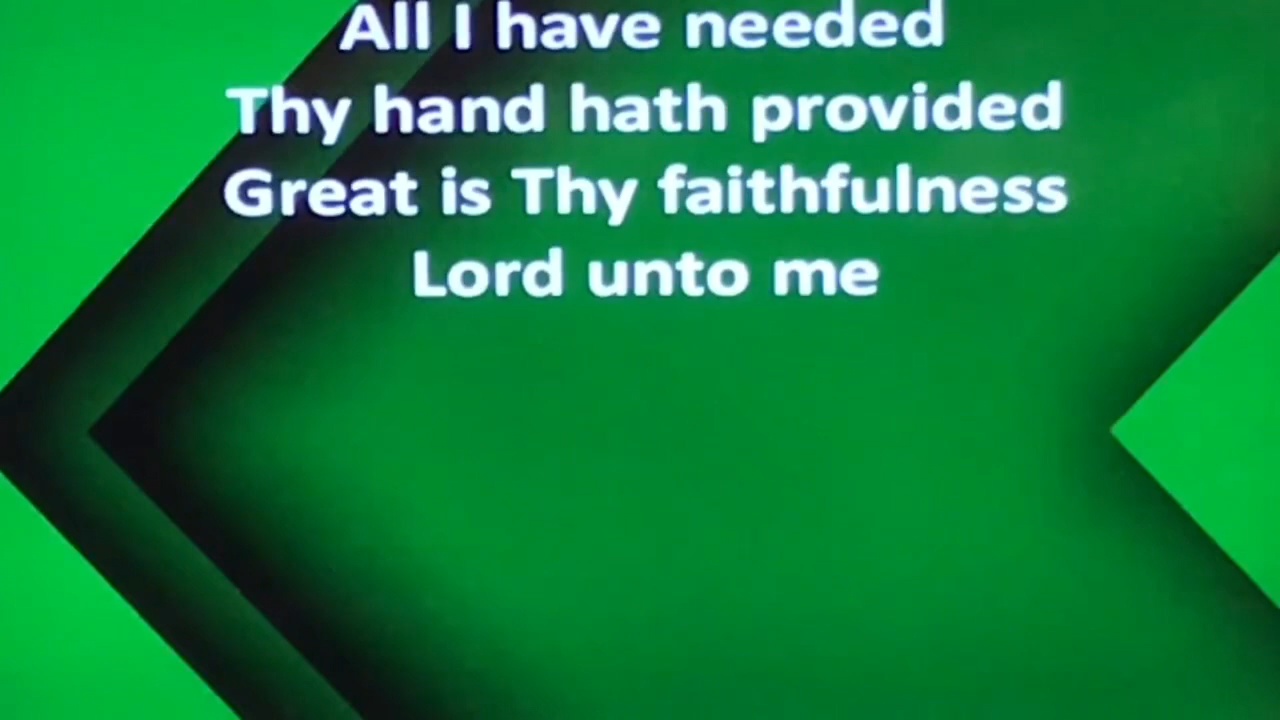 All I have needed
Thy hand hath provided
Great is Thy faithfulness
Lord unto me